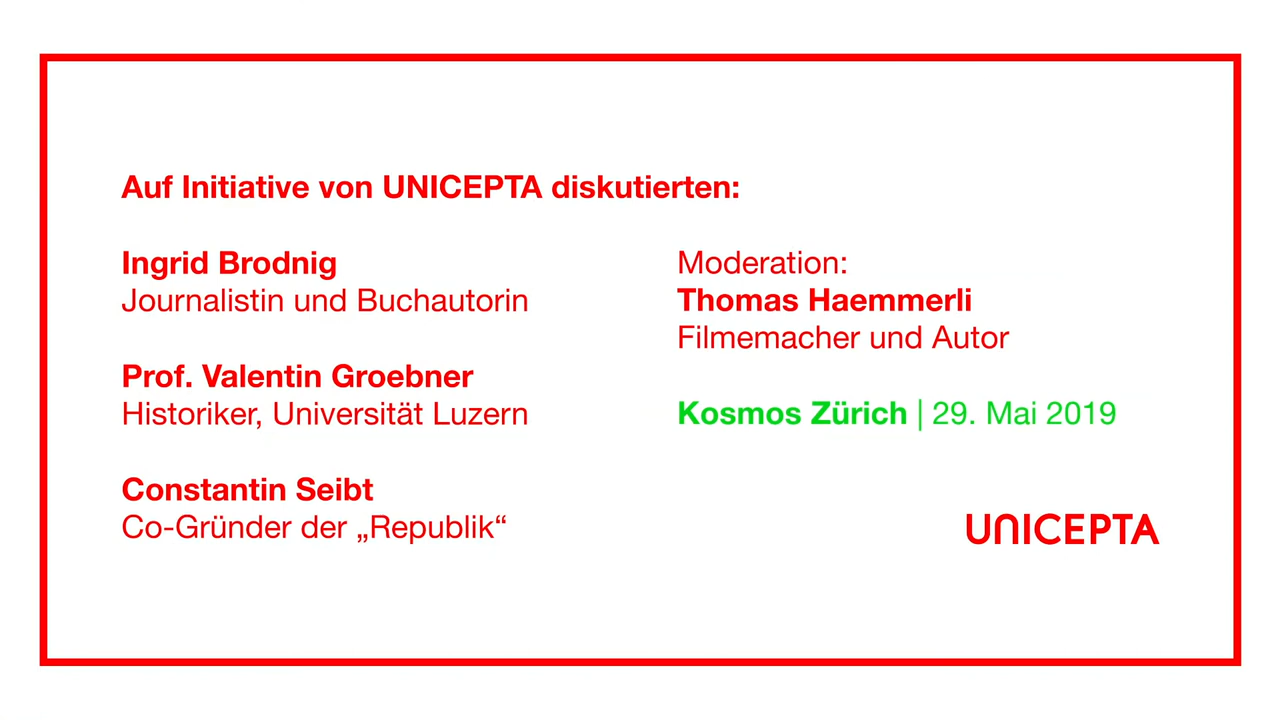 Auf Initiative von UNICEPTA diskutierten:
Ingrid Brodnig
Journalistin und Buchautorin
Prof. Valentin Groebner
Historiker, Universität Luzern
Constantin Seibt
Co-Gründer der „Republik“
Moderation:
Thomas Haemmerli
Filmemacher und Autor
Kosmos Zürich | 29. Mai 2019
UNICEPTA